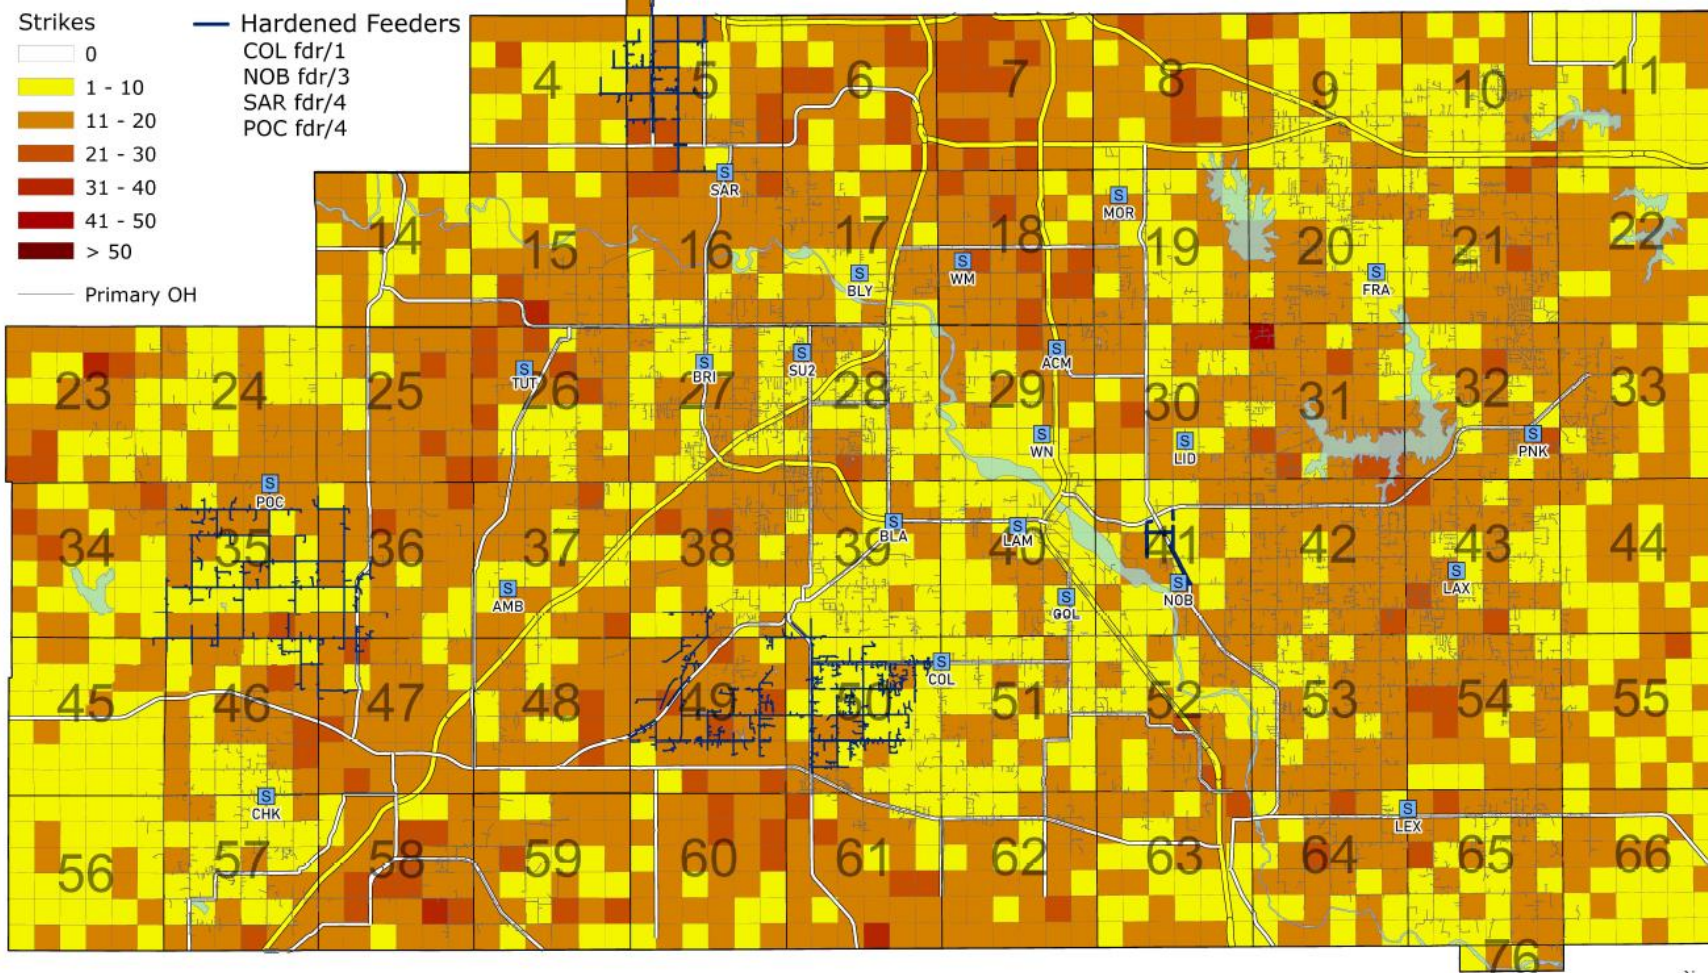 Strikes
0
1 - 10
11 - 20
21 - 30
31 - 40
41 - 50
> 50
Primary OH
Hardened Feeders
COL fdr/1
NOB fdr/3
SAR fdr/4
POC fdr/4
4 5 6 7 8 9 10 11
S SAR
S MOR
14 15 16 17 18 19 20 21 22
S BLY
S WM
S FRA
S TUT
S BRI
S SU2
S ACM
23 24 25 26 27 28 29 30 31 32 33
S WN
S LID
S PNK
S POC
S BLA
S LAM
34 35 36 37 39 40 41 42 43 44
S AMB
S GOL
S NOB
S LAX
S COL
45 46 47 48 49 50 51 52 53 54 55
S CHK
S LEX
56 57 58 59 60 61 62 63 64 65 66
76